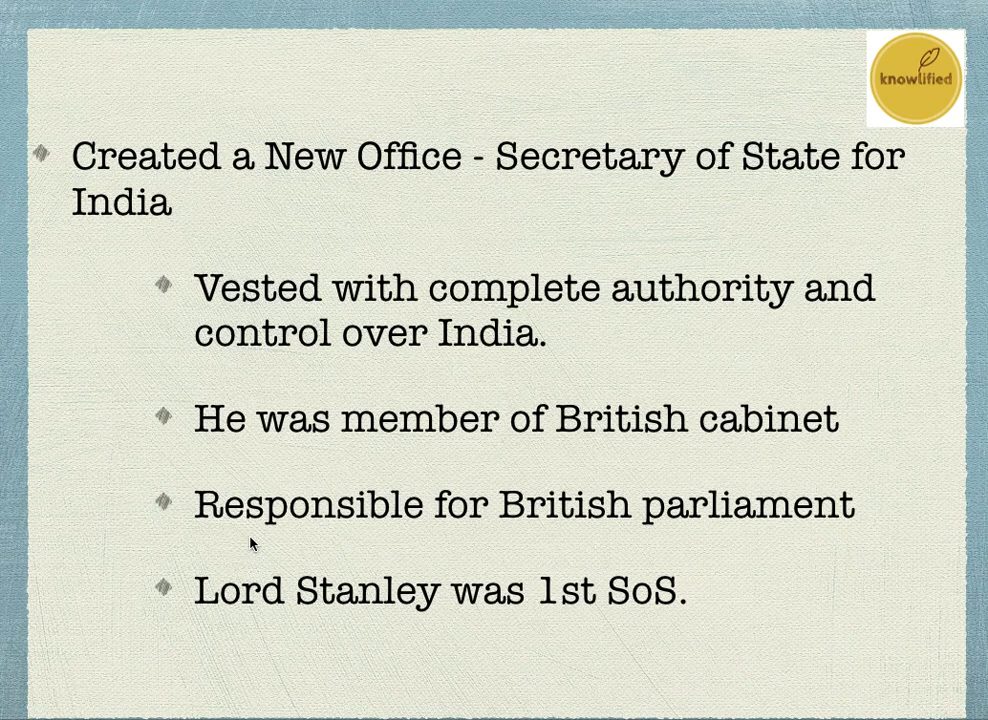 knowlified
Created a New Office - Secretary of State for
India
Vested with complete authority and
control over India.
He was member of British cabinet
Responsible for British parliament
Lord Stanley was 1st SoS.